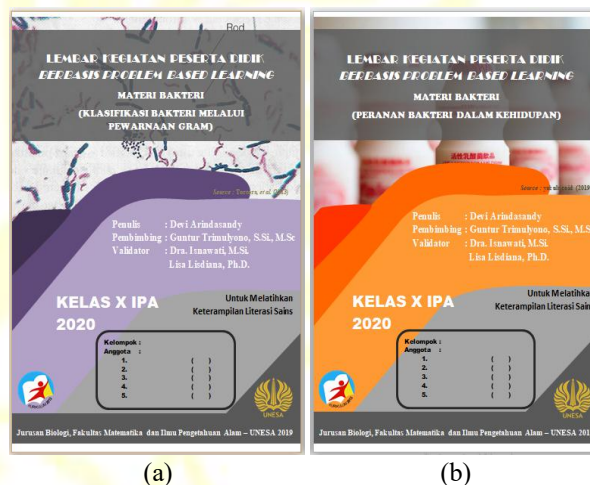 Rod
LEMBAR KEGIATAN PESERTA DIDIK
BERBASIS PROBLEM BASED LEARNING
MATERI BAKTERI
(KLASIFIKASI BAKTERI MELALUI
PEWARNAAN GRAM)
Penulis : Devi Arindasandy
Pembimbing : Guntur Trimulyono, S.Si., M.Sc
Validator : Dra. Isnawati, M.Si.
Lisa Lisdiana, Ph.D.
KELAS X IPA
2020
Untuk Melatihkan
Keterampilan Literasi Sains
Kelompok :
Anggota :
1. ( )
2. ( )
3. ( )
4. ( )
5. ( )
UNESA
Jurusan Biologi, Fakultas Matematika dan Ilmu Pengetahuan Alam – UNESA 2019
(a)
LEMBAR KEGIATAN PESERTA DIDIK
BERBASIS PROBLEM BASED LEARNING
MATERI BAKTERI
(PERANAN BAKTERI DALAM KEHIDUPAN)
Penulis : Devi Arindasandy
Pembimbing : Guntur Trimulyono, S.Si., M.S
Validator : Dra. Isnawati, M.Si.
Lisa Lisdiana, Ph.D.
KELAS X IPA
2020
Untuk Melatihka
Keterampilan Literasi Sain
Kelompok :
Anggota :
1. ( )
2. ( )
3. ( )
4. ( )
5. ( )
UNESA
Jurusan Biologi, Fakultas Matematika dan Ilmu Pengetahuan Alam – UNESA 201
(b)